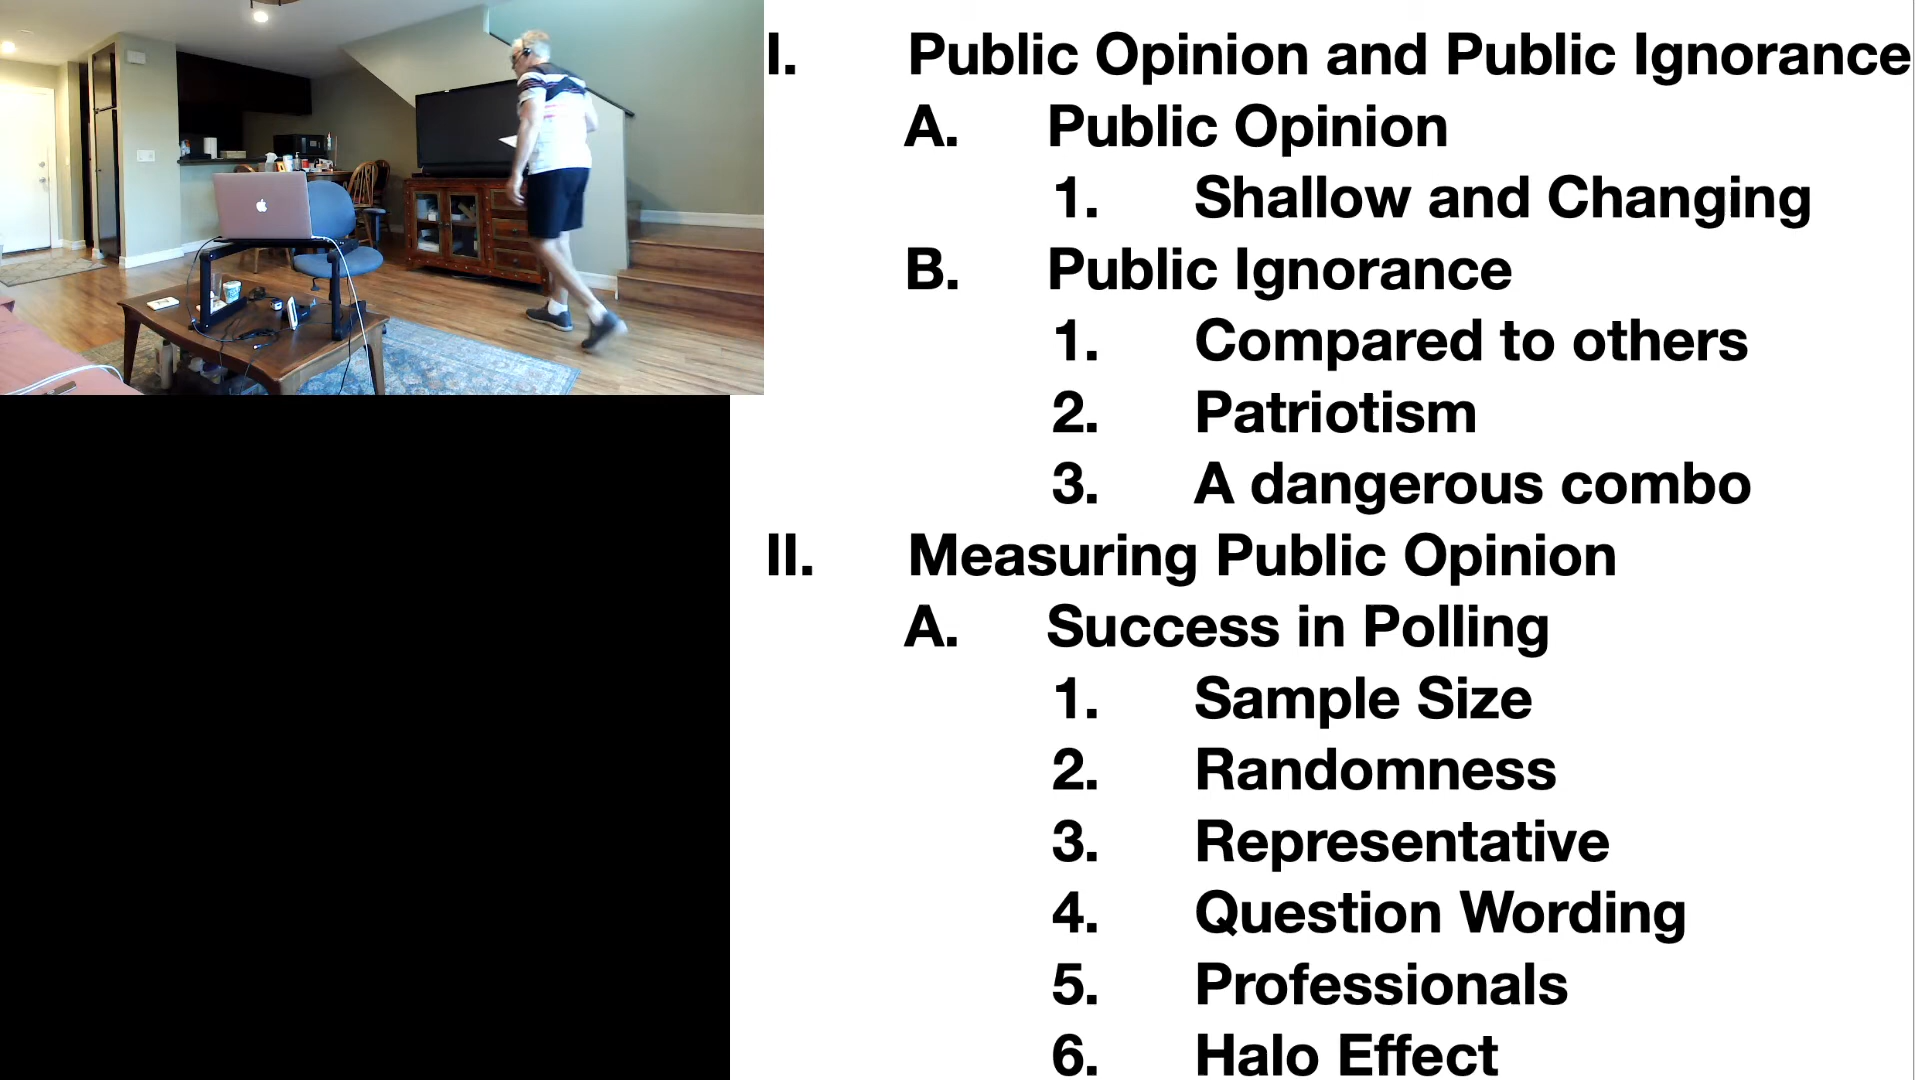 I. Public Opinion and Public Ignorance
A. Public Opinion
1. Shallow and Changing
B. Public Ignorance
1. Compared to others
2. Patriotism
3. A dangerous combo
II. Measuring Public Opinion
A. Success in Polling
1. Sample Size
2. Randomness
3. Representative
4. Question Wording
5. Professionals
6. Halo Effect